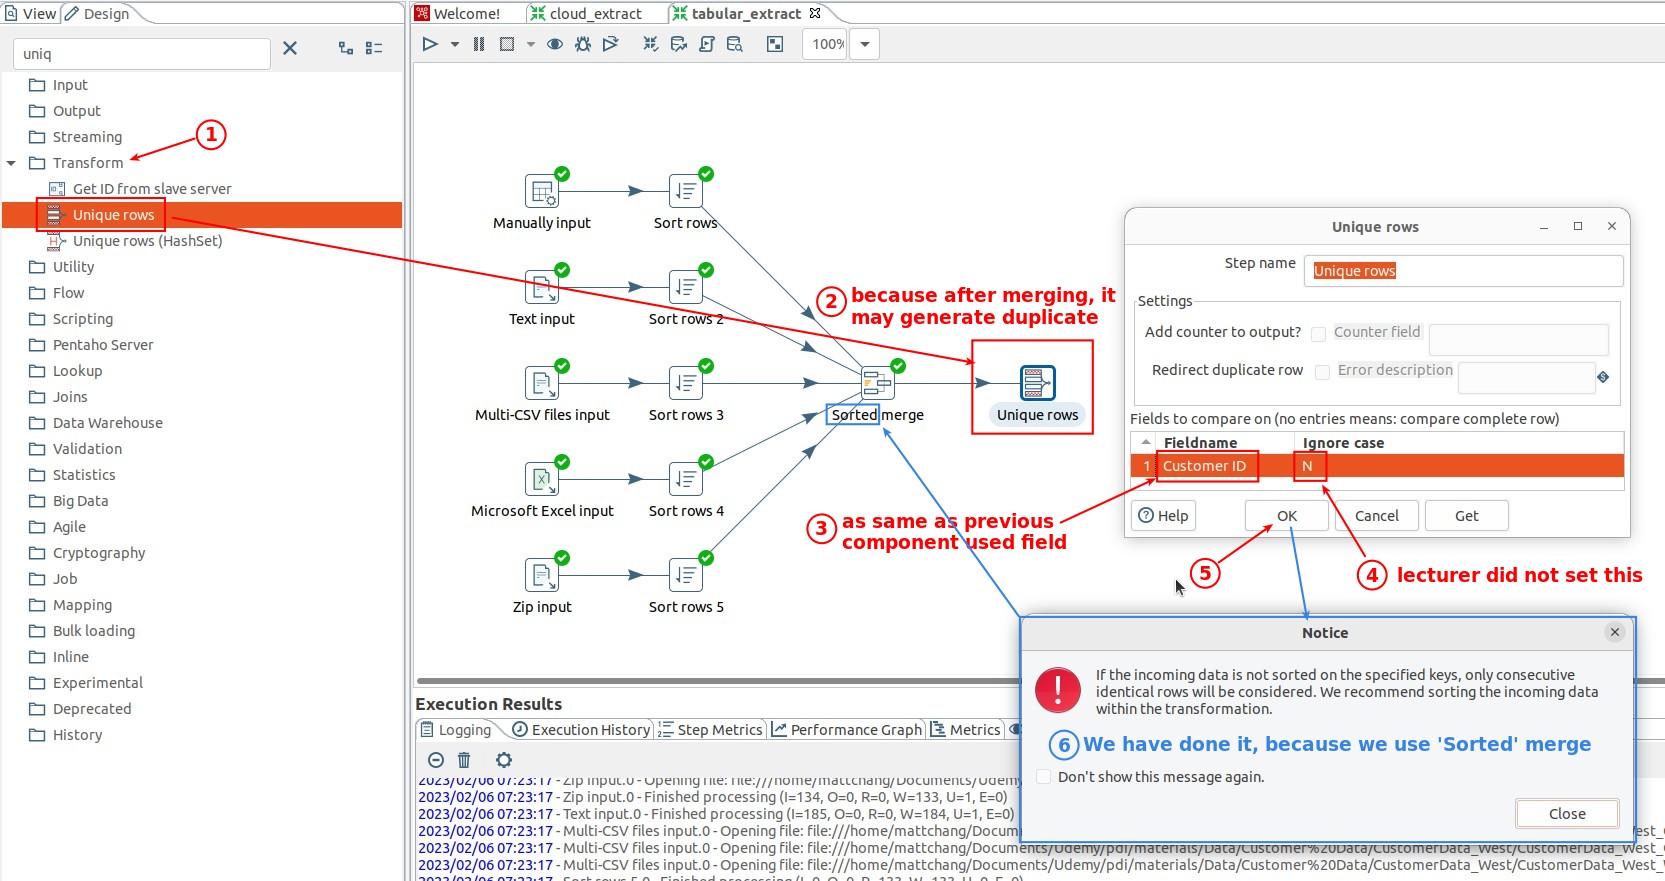 View
Design
Welcome!
cloud_extract
tabular_extract
uniq
100%
Input
Output
Streaming
1
Transform
Get ID from slave server
Unique rows
Unique rows (HashSet)
Utility
Flow
Scripting
Pentaho Server
Lookup
Joins
Data Warehouse
Validation
Statistics
Big Data
Agile
Cryptography
Job
Mapping
Bulk loading
Inline
Experimental
Deprecated
History
Manually input
Sort rows
Text input
Sort rows 2
Multi-CSV files input
Sort rows 3
Sorted merge
Unique rows
Microsoft Excel input
Sort rows 4
Zip input
Sort rows 5
2 because after merging, it
may generate duplicate
3 as same as previous
component used field
Unique rows
Step name
Unique rows
Settings
Add counter to output?
Counter field
Redirect duplicate row
Error description
Fields to compare on (no entries means: compare complete row)
Fieldname
Ignore case
1 Customer ID N
Help
OK
Cancel
Get
5
4 lecturer did not set this
Notice
If the incoming data is not sorted on the specified keys, only consecutive
identical rows will be considered. We recommend sorting the incoming data
within the transformation.
6 We have done it, because we use 'Sorted' merge
Don't show this message again.
Close
Execution Results
Logging
Execution History
Step Metrics
Performance Graph
Metrics
2023/02/06 07:23:17 - Zip input.0 - Opening file: file:///home/mattchang/Documents/Udemy
2023/02/06 07:23:17 - Zip input.0 - Finished processing (I=134, O=0, R=0, W=133, U=1, E=0)
2023/02/06 07:23:17 - Text input.0 - Finished processing (I=185, O=0, R=0, W=184, U=1, E=0)
2023/02/06 07:23:17 - Multi-CSV files input.0 - Opening file: file:///home/mattchang/Docum
2023/02/06 07:23:17 - Multi-CSV files input.0 - Opening file: file:///home/mattchang/Documents/Udemy/pdi/materials/Data/Customer%20Data/CustomerData_West/CustomerData_West_
2023/02/06 07:23:17 - Multi-CSV files input.0 - Opening file: file:///home/mattchang/Documents/Udemy/pdi/materials/Data/Customer%20Data/CustomerData_West/CustomerData_West_